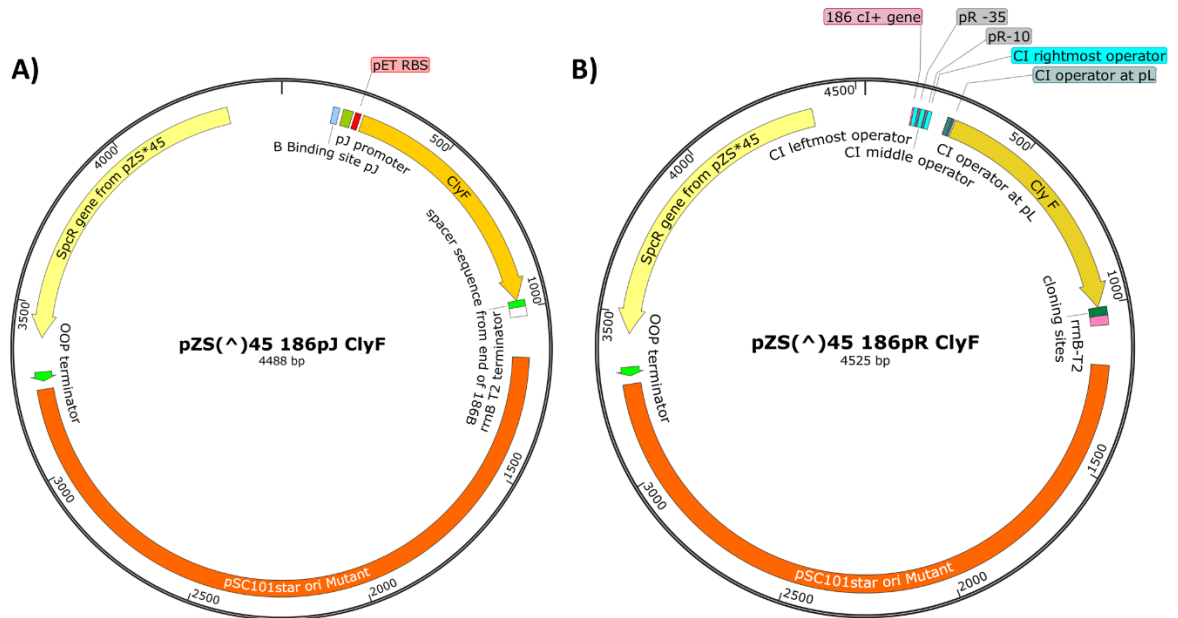 A)
pET RBS
B Binding site pJ
pJ promoter
ClyF
spacer sequence from end of 186B
rrnB T2 terminator
SpcR gene from pZS*45
OOP terminator
pSC101star ori Mutant
500
1000
1500
2000
2500
3000
3500
4000
pZS(^)45 186pJ ClyF
4488 bp
B)
186 cI+ gene
pR -35
pR-10
CI rightmost operator
CI operator at pL
CI leftmost operator
CI middle operator
CI operator at pL
Cly F
cloning sites
rrnB-T2
SpcR gene from pZS*45
OOP terminator
pSC101star ori Mutant
500
1000
1500
2000
2500
3000
3500
4000
4500
pZS(^)45 186pR ClyF
4525 bp